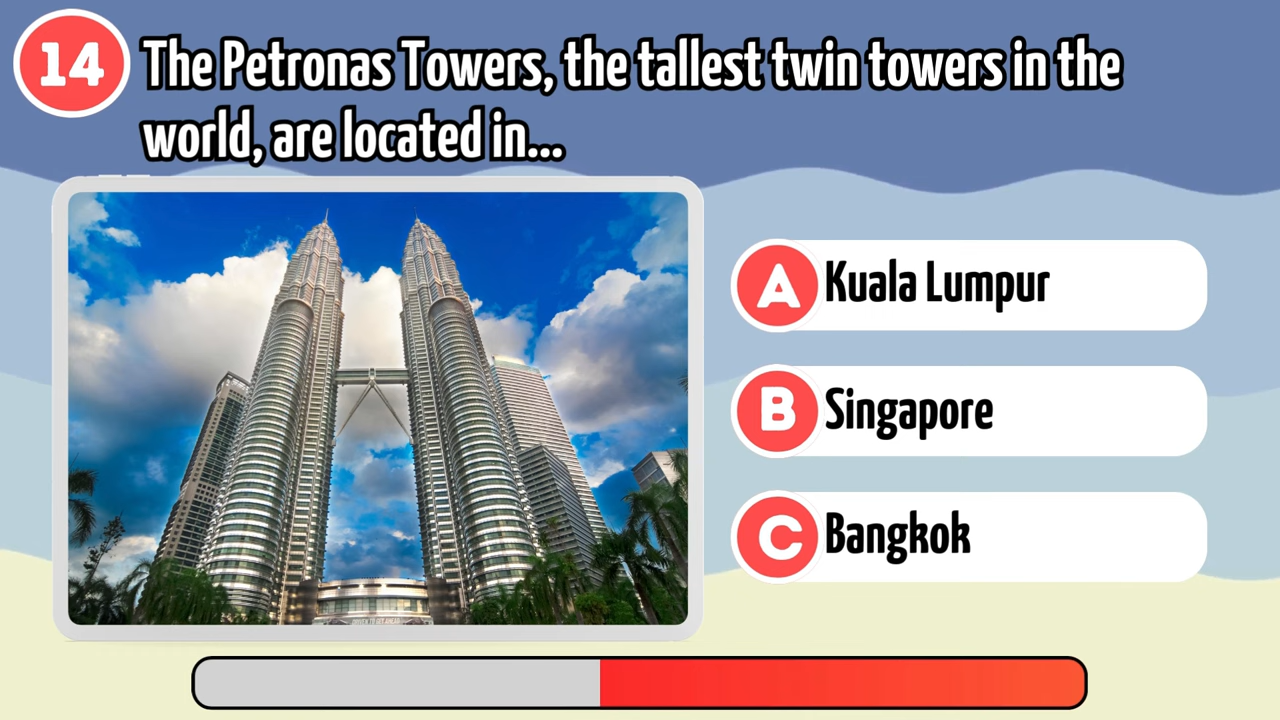 14
The Petronas Towers, the tallest twin towers in the
world, are located in...
A Kuala Lumpur
B Singapore
C Bangkok